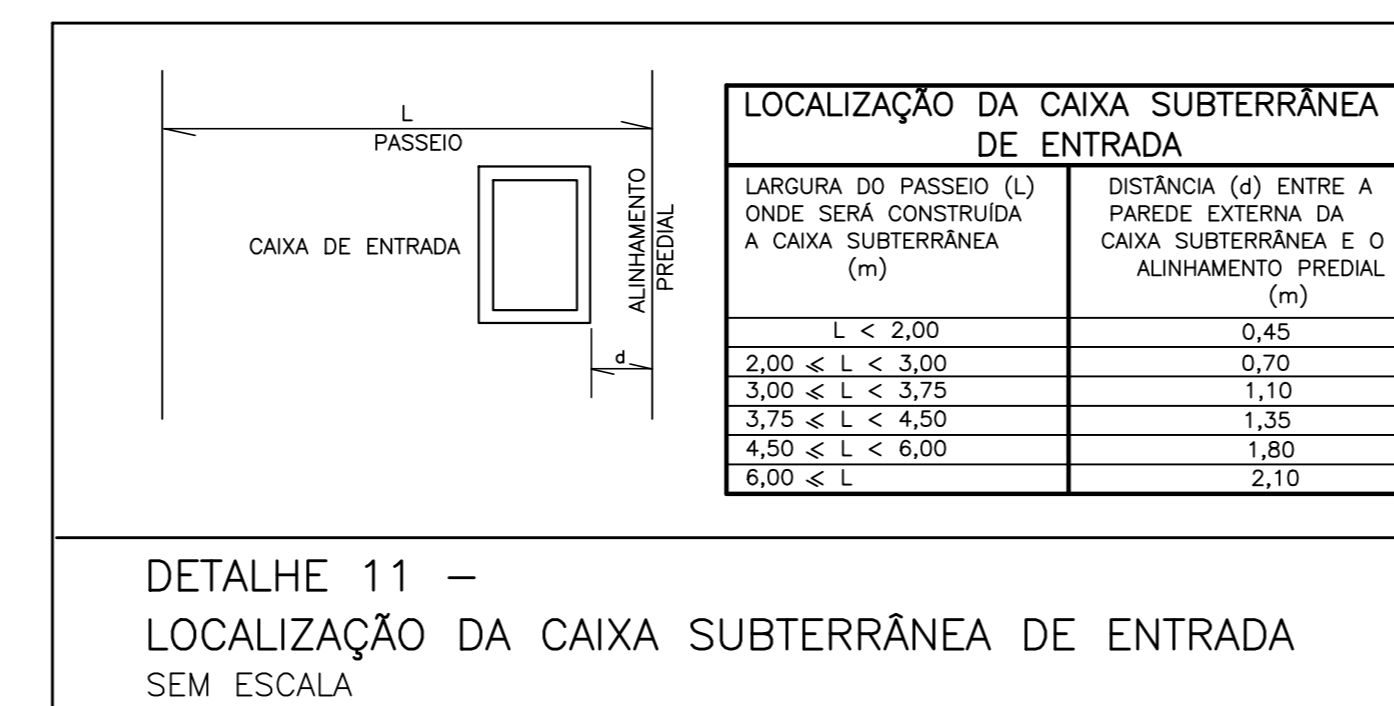 L
PASSEIO
CAIXA DE ENTRADA
ALINHAMENTO
PREDIAL
d
LOCALIZAÇÃO DA CAIXA SUBTERRÂNEA
DE ENTRADA
LARGURA DO PASSEIO (L)
ONDE SERÁ CONSTRUÍDA
A CAIXA SUBTERRÂNEA
(m)
DISTÂNCIA (d) ENTRE A
PAREDE EXTERNA DA
CAIXA SUBTERRÂNEA E O
ALINHAMENTO PREDIAL
(m)
L < 2,00 0,45
2,00 ⩽ L < 3,00 0,70
3,00 ⩽ L < 3,75 1,10
3,75 ⩽ L < 4,50 1,35
4,50 ⩽ L < 6,00 1,80
6,00 ⩽ L 2,10
DETALHE 11 –
LOCALIZAÇÃO DA CAIXA SUBTERRÂNEA DE ENTRADA
SEM ESCALA